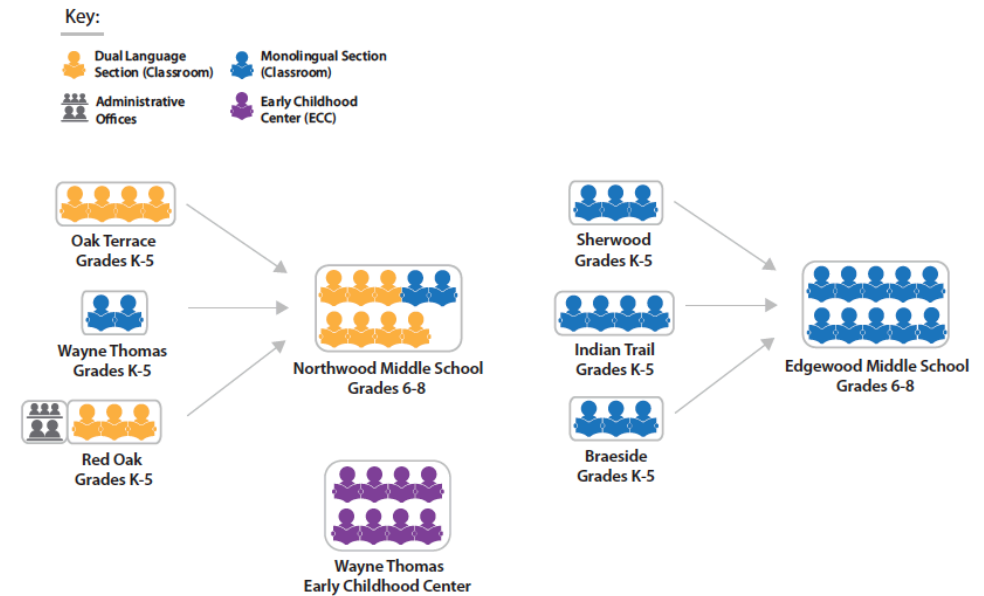 Key:
Dual Language
Section (Classroom)
Monolingual Section
(Classroom)
Administrative
Offices
Early Childhood
Center (ECC)
Oak Terrace
Grades K-5
Wayne Thomas
Grades K-5
Red Oak
Grades K-5
Northwood Middle School
Grades 6-8
Wayne Thomas
Early Childhood Center
Sherwood
Grades K-5
Indian Trail
Grades K-5
Braeside
Grades K-5
Edgewood Middle School
Grades 6-8